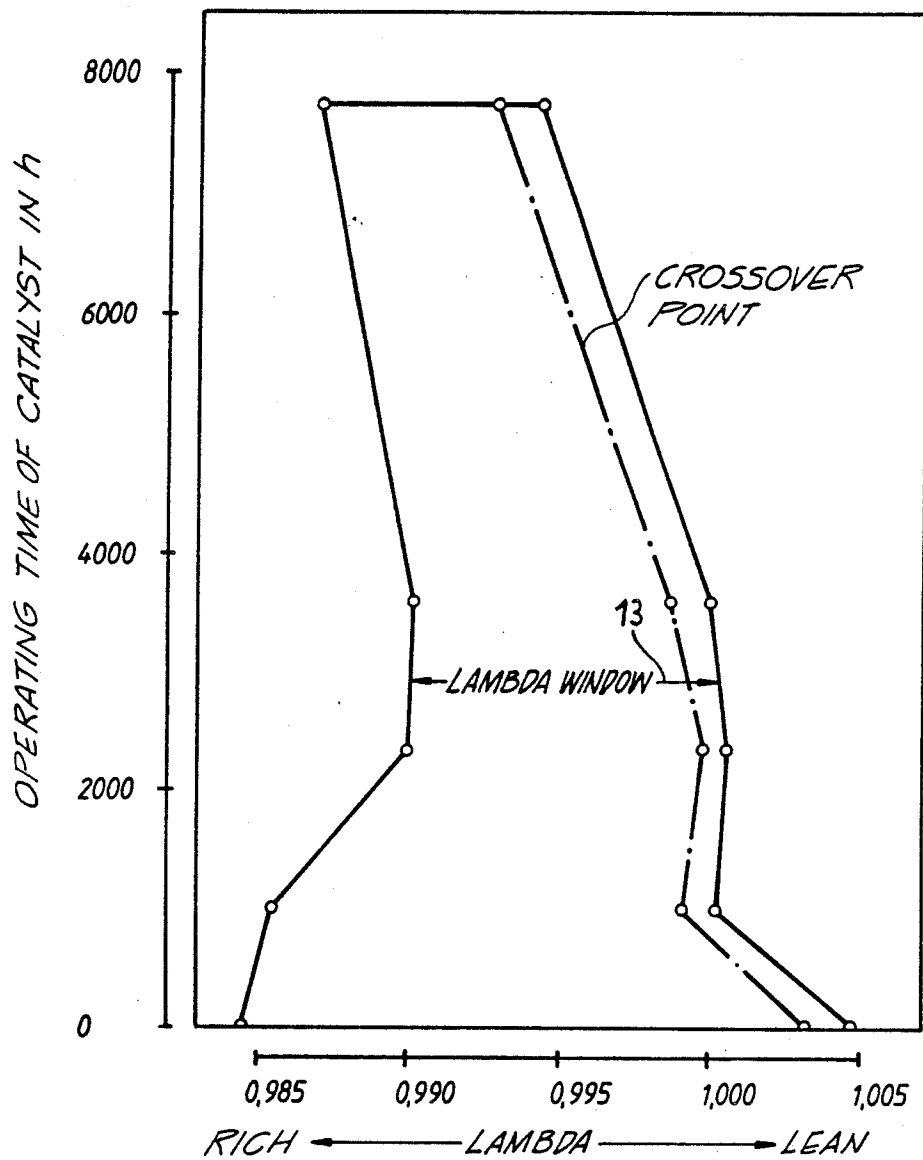 OPERATING TIME OF CATALYST IN h
8000
6000
4000
2000
0
CROSSOVER
POINT
13
LAMBDA WINDOW
0,985 0,990 0,995 1,000 1,005
RICH LAMBDA LEAN